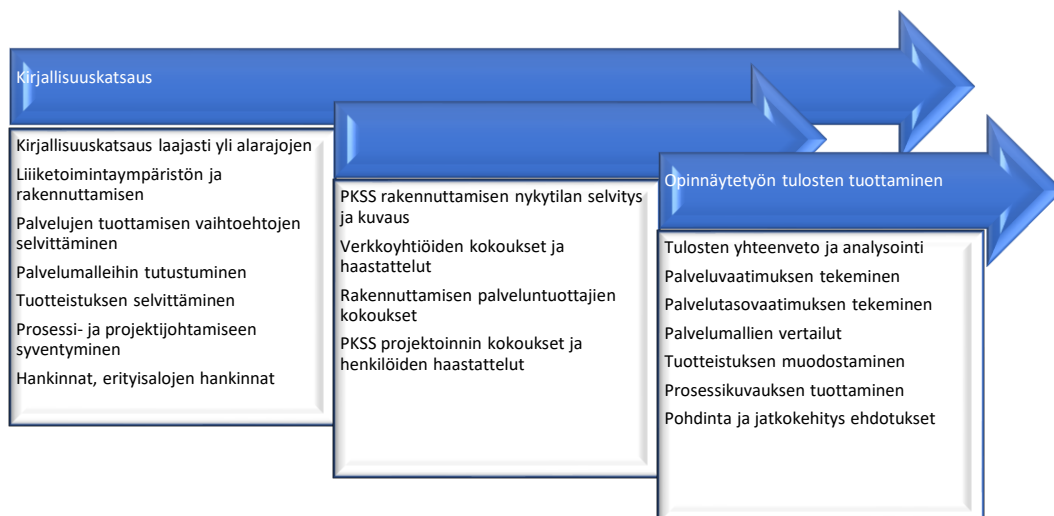 Kirjallisuuskatsaus
Kirjallisuuskatsaus laajasti yli alarajojen
Liiiketoimintaympäristön ja
rakennuttamisen
Palvelujen tuottamisen vaihtoehtojen
selvittäminen
Palvelumalleihin tutustuminen
Tuotteistuksen selvittäminen
Prosessi- ja projektijohtamiseen
syventyminen
Hankinnat, erityisalojen hankinnat
PKSS rakennuttamisen nykytilan selvitys
ja kuvaus
Verkkoyhtiöiden kokoukset ja
haastattelut
Rakennuttamisen palveluntuottajien
kokoukset
PKSS projektoinnin kokoukset ja
henkilöiden haastattelut
Opinnäytetyön tulosten tuottaminen
Tulosten yhteenveto ja analysointi
Palveluvaatimuksen tekeminen
Palvelutasovaatimuksen tekeminen
Palvelumallien vertailut
Tuotteistuksen muodostaminen
Prosessikuvauksen tuottaminen
Pohdinta ja jatkokehitys ehdotukset